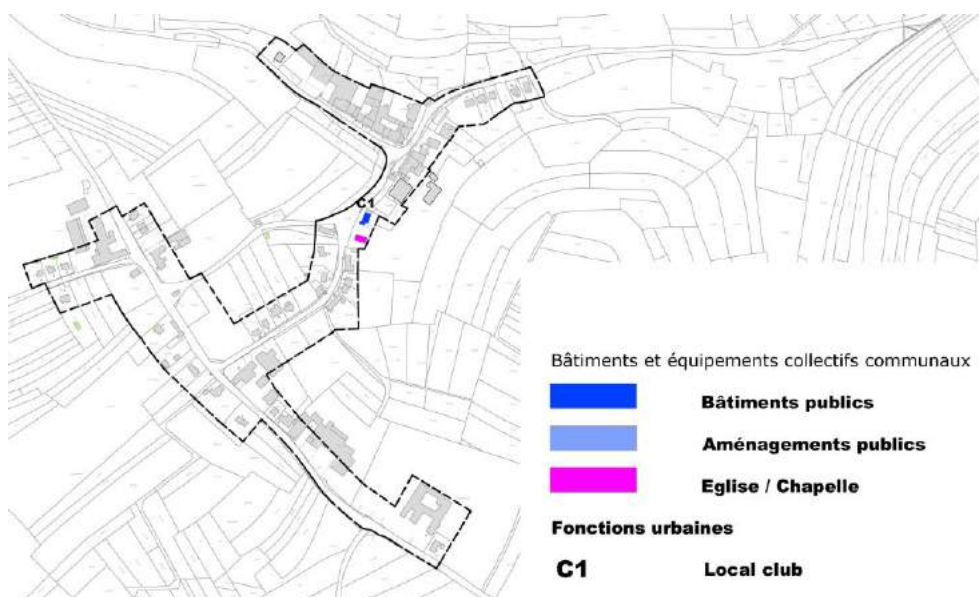 C1
Bâtiments et équipements collectifs communaux
Bâtiments publics
Aménagements publics
Eglise / Chapelle
Fonctions urbaines
C1 Local club